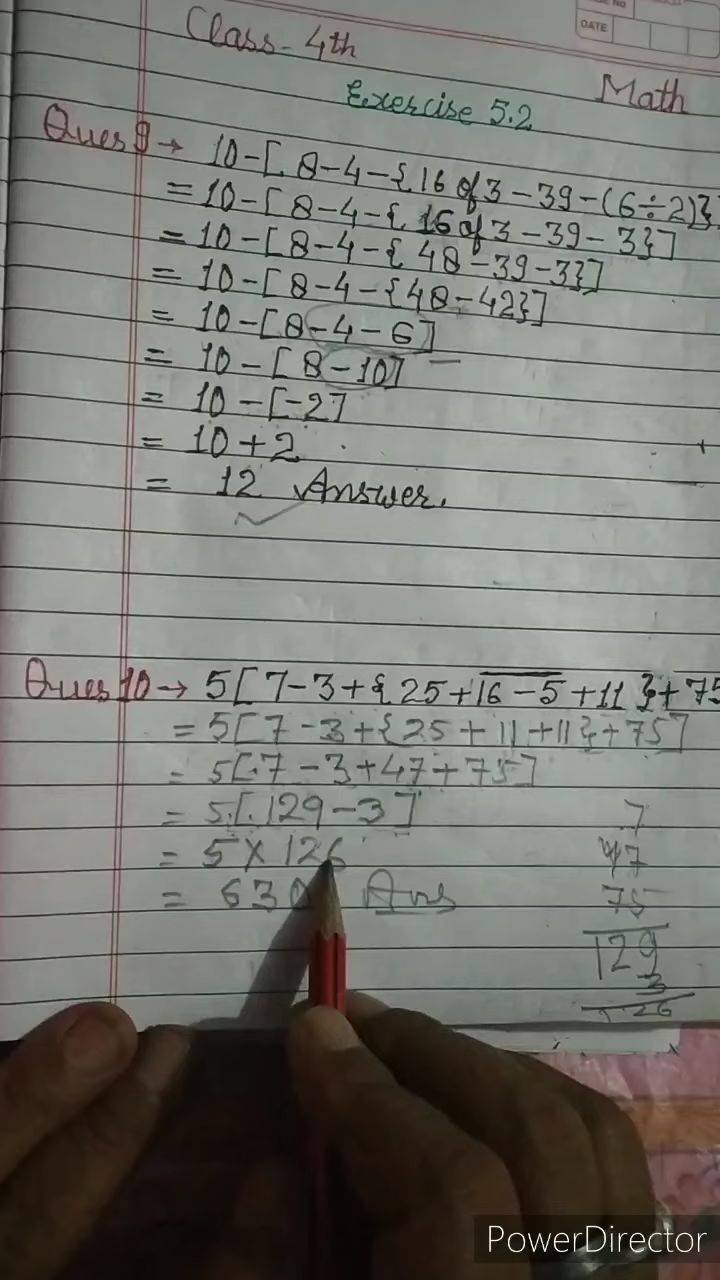 DATE
Class-4th
Math
Exercise 5.2
Ques 9→ 10-[8-4-{16 of 3-39-(6÷2)}
=10-[8-4-{16 of 3-39-3}]
=10-[8-4-{48-39-3}]
=10-[8-4-{48-42}]
= 10-[8-4-6]
= 10-[8-10]
= 10-[-2]
= 10+2
= 12 Answer.
Ques 10→ 5[7-3+{25+16-5+11}+75
=5[7-3+{25+11+11}+75]
= 5[7-3+47+75]
= 5[129-3]
7
= 5×126
47
= 630 Ans
75
129
3
126
PowerDirector